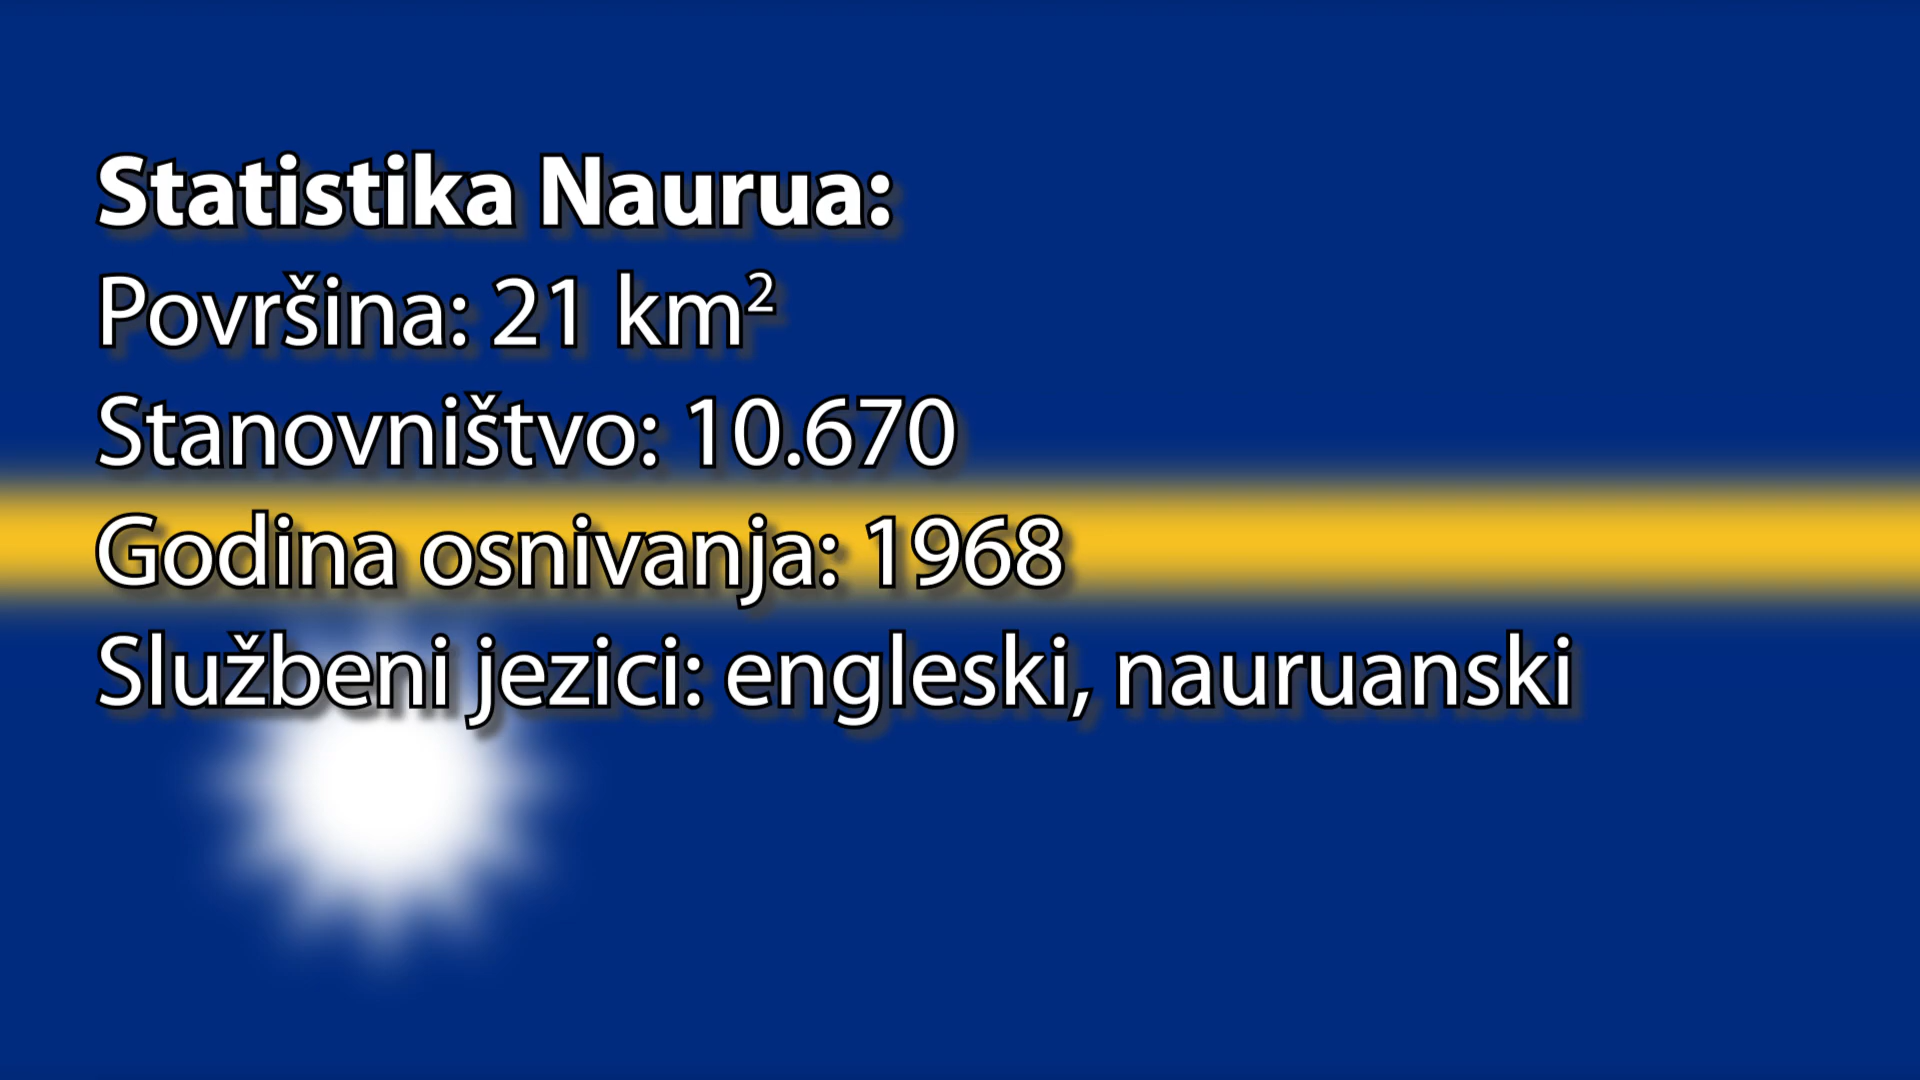 Statistika Naurua:
Površina: 21 km²
Stanovništvo: 10.670
Godina osnivanja: 1968
Službeni jezici: engleski, nauruanski